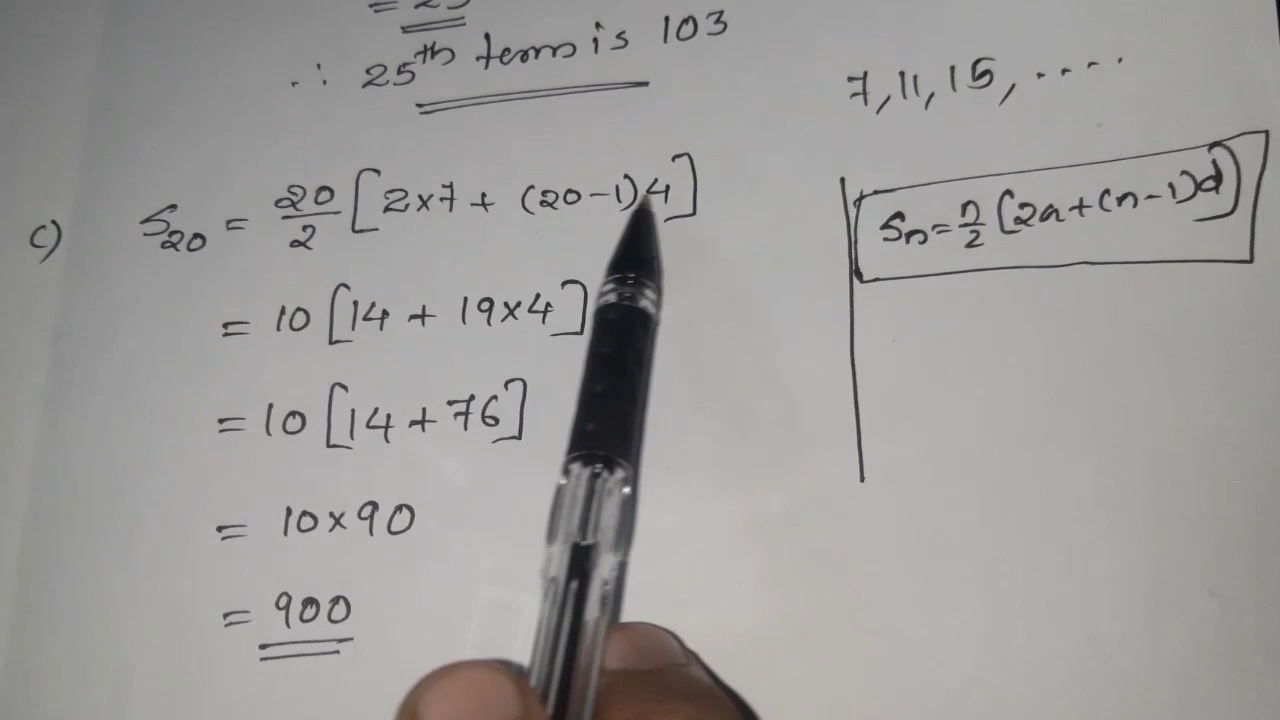 ∴ 25th term is 103
7, 11, 15, ....
c) S20 = 20/2 [2×7 + (20-1)4]
= 10 [14 + 19×4]
= 10 [14 + 76]
= 10×90
= 900
Sn = n/2 [2a+(n-1)d]